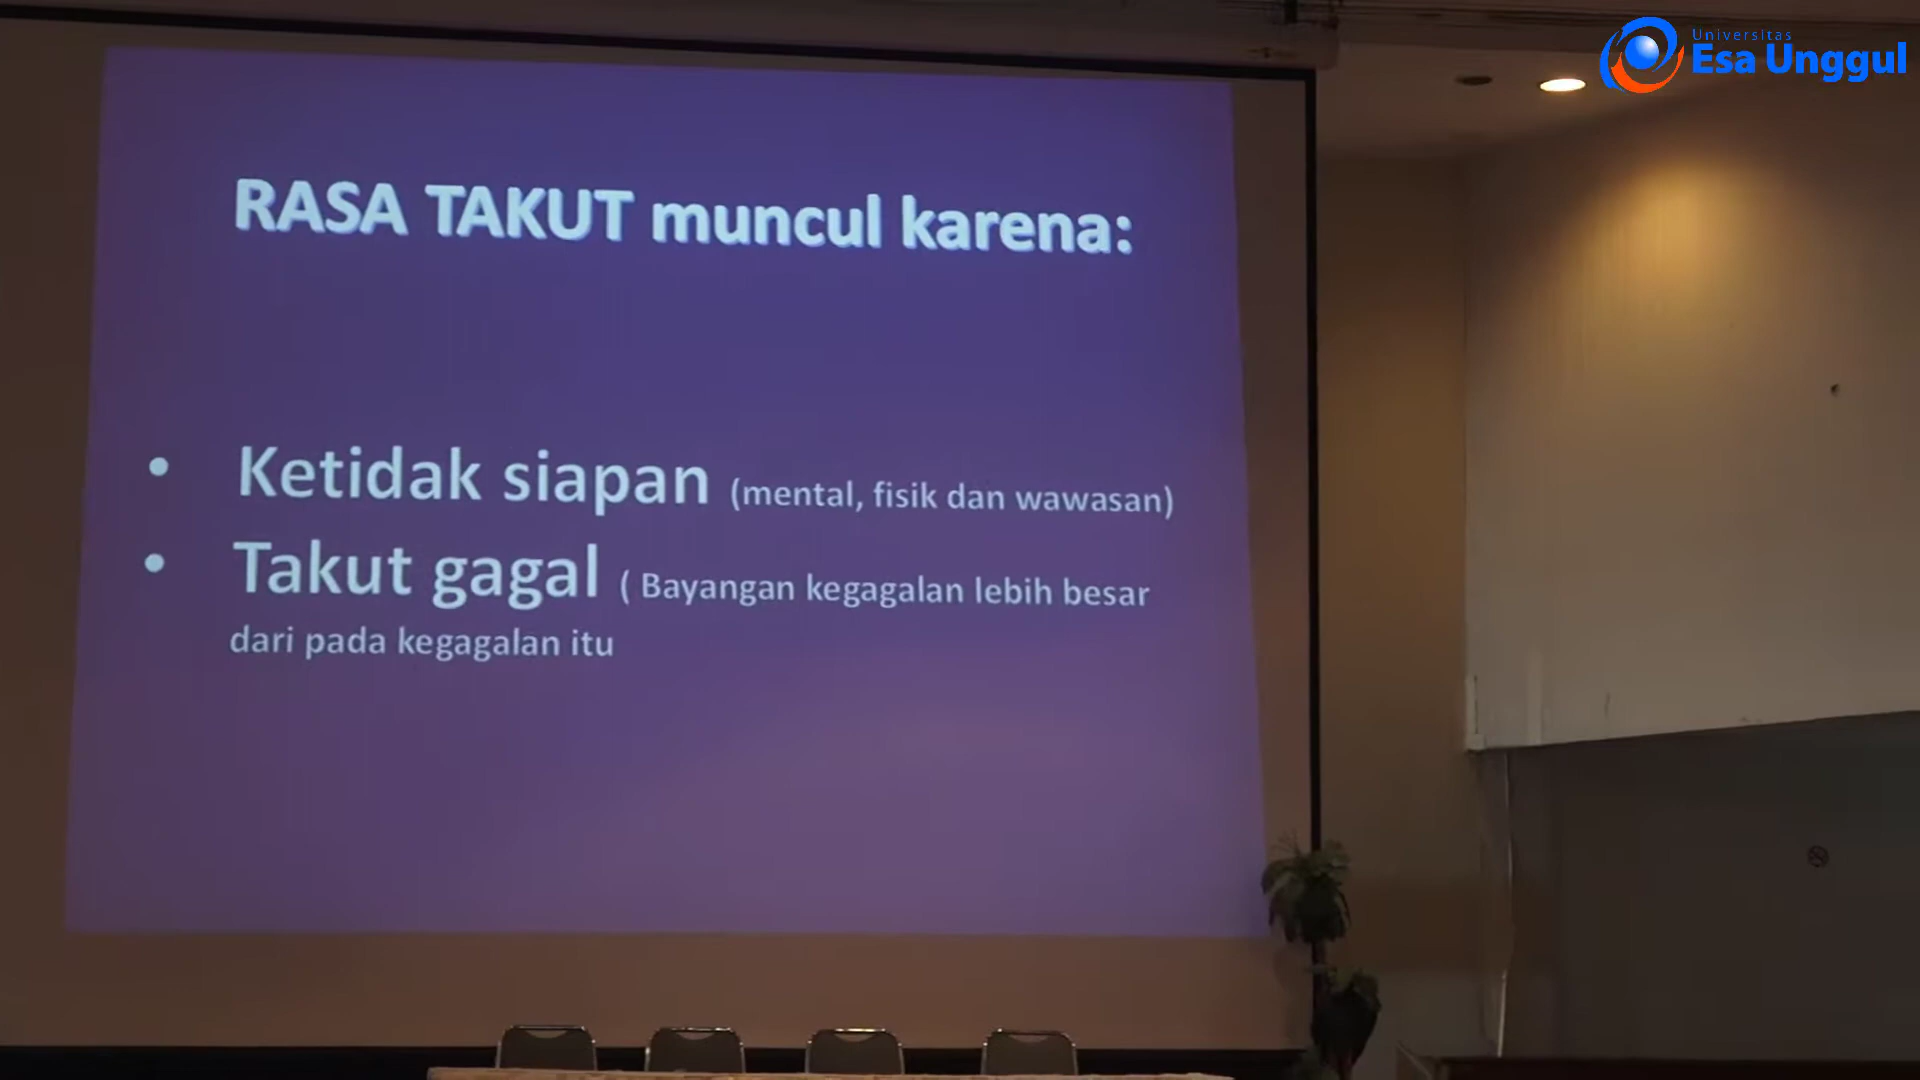 Universitas
Esa Unggul
RASA TAKUT muncul karena:
• Ketidak siapan (mental, fisik dan wawasan)
• Takut gagal ( Bayangan kegagalan lebih besar
dari pada kegagalan itu